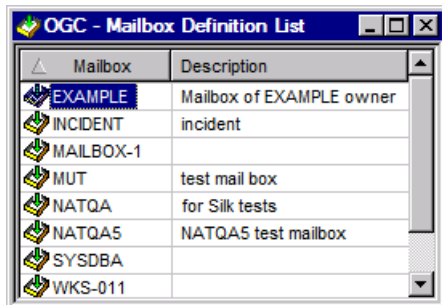 OGC - Mailbox Definition List
Mailbox Description
EXAMPLE Mailbox of EXAMPLE owner
INCIDENT incident
MAILBOX-1
MUT test mail box
NATQA for Silk tests
NATQA5 NATQA5 test mailbox
SYSDBA
WKS-011